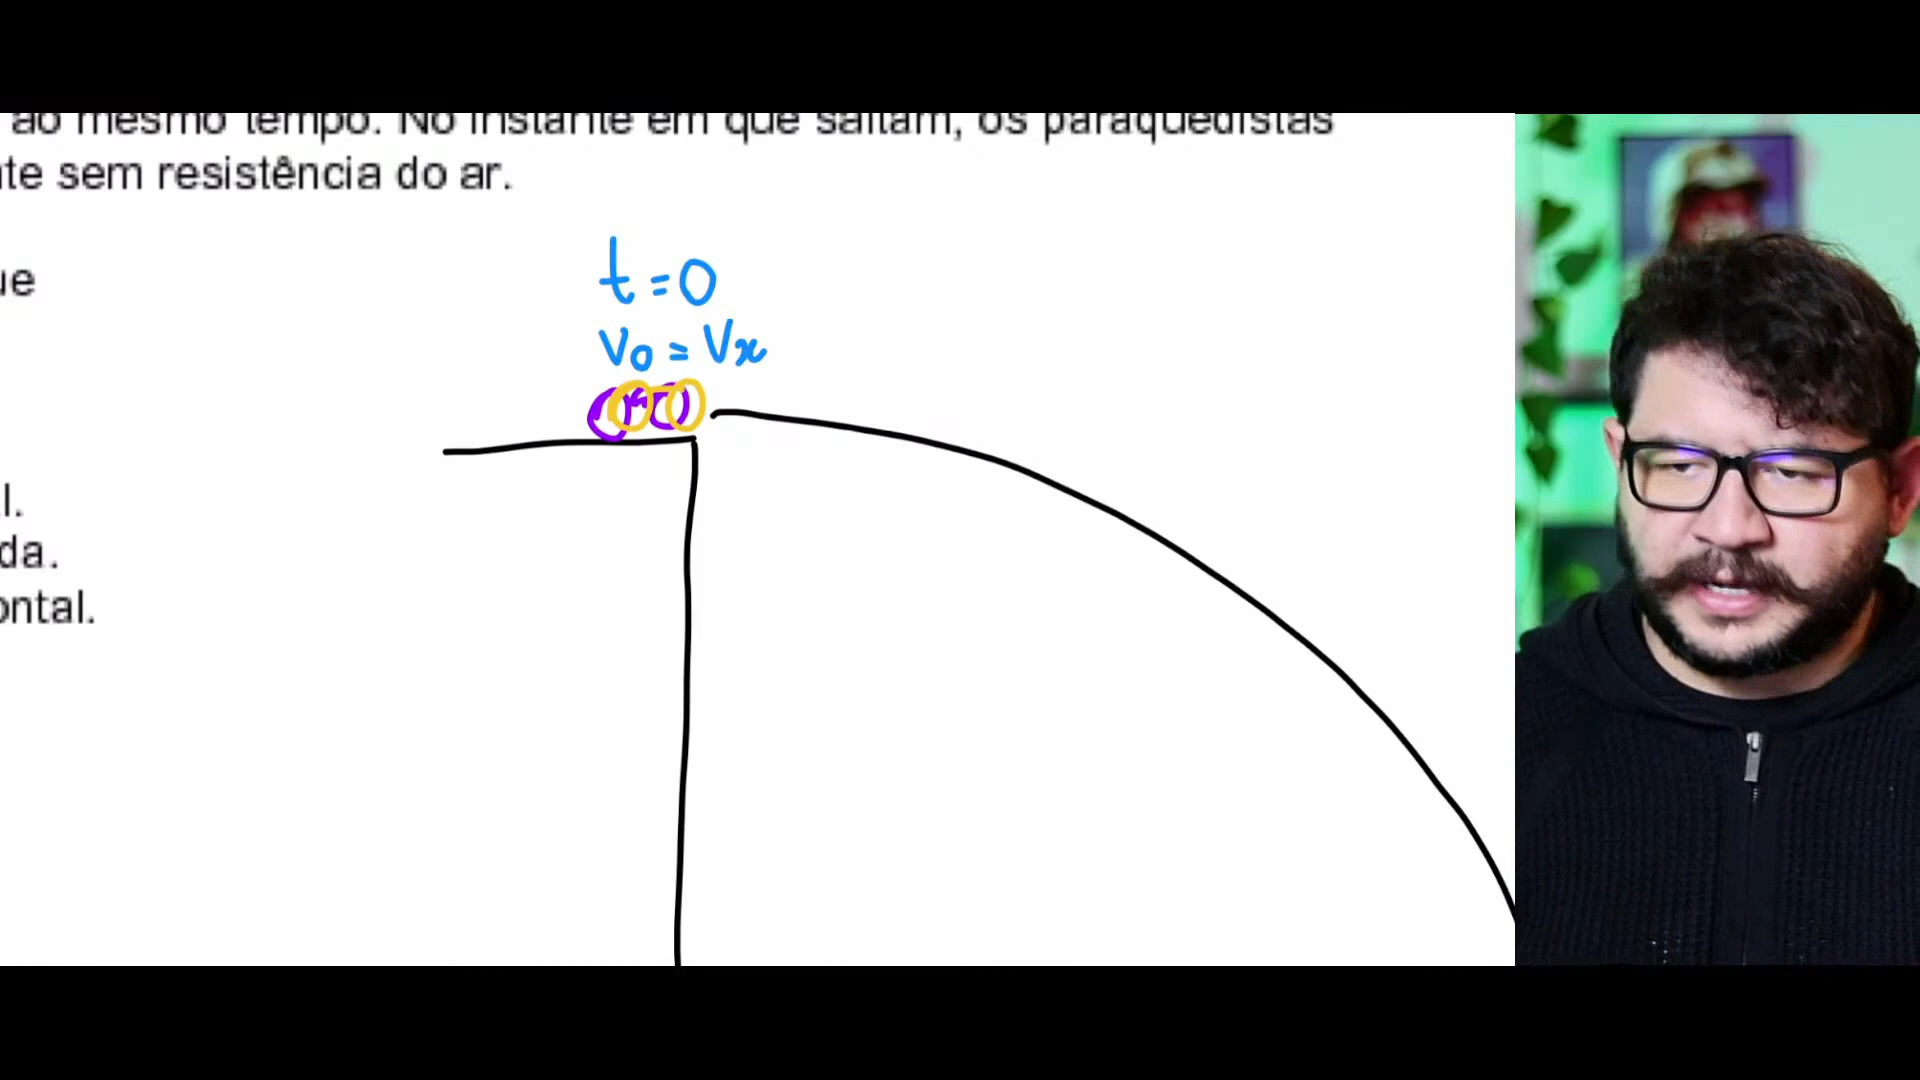 ao mesmo tempo. No instante em que saltam, os paraquedistas
te sem resistência do ar.
t = 0
ue
V0 = Vx
l.
da.
ontal.